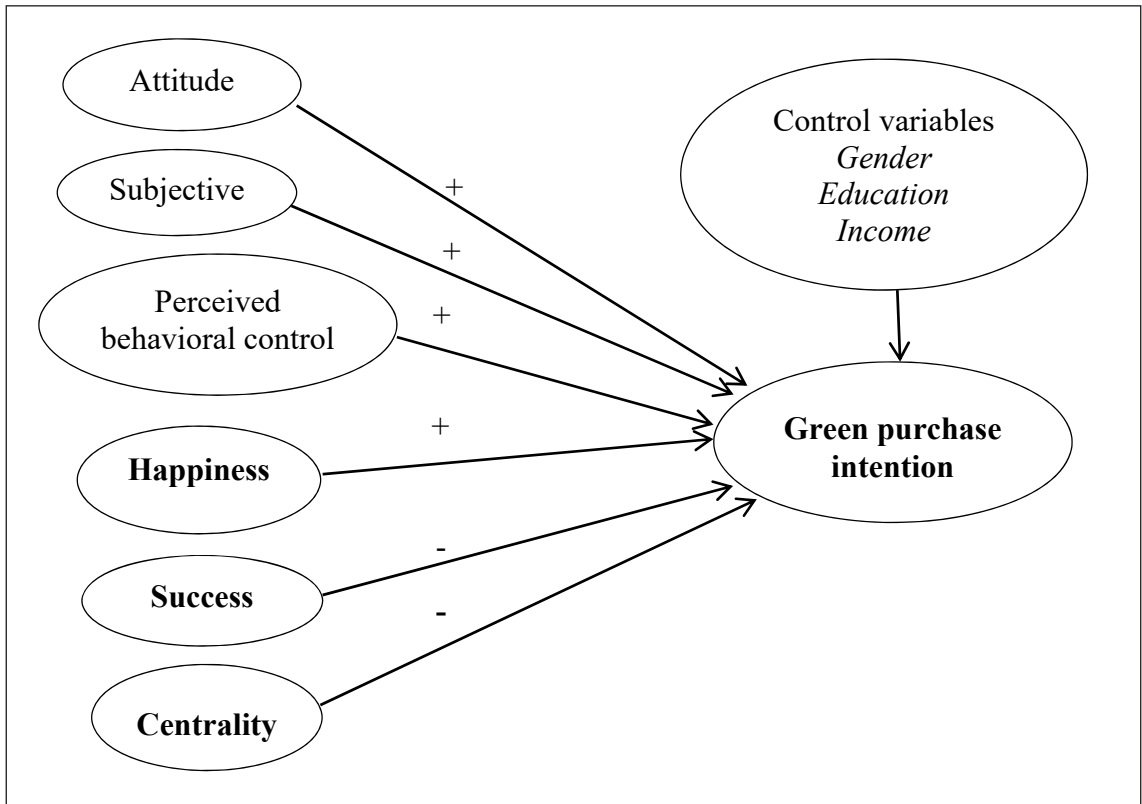 Attitude
Subjective
Perceived
behavioral control
Happiness
Success
Centrality
+
+
+
+
-
-
Control variables
Gender
Education
Income
Green purchase
intention